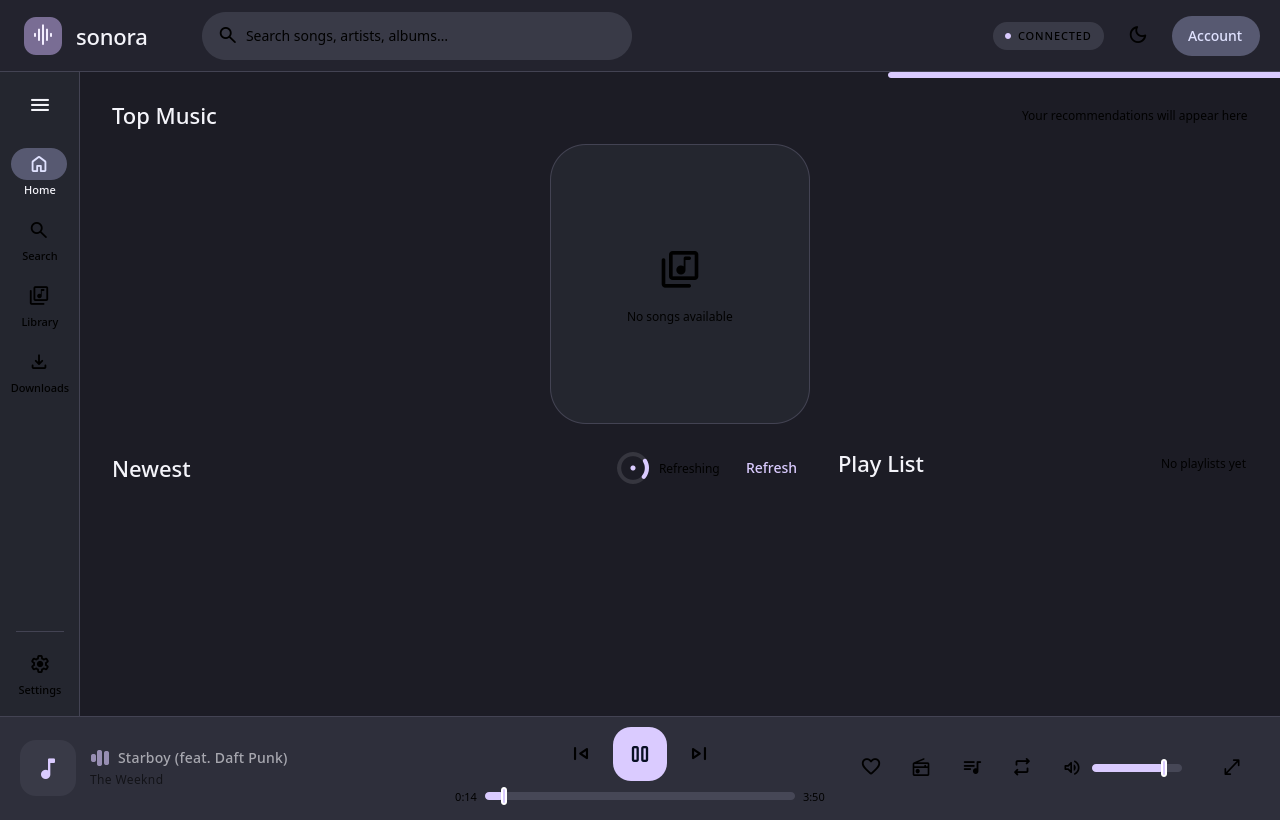 sonora
Search songs, artists, albums...
CONNECTED
Account
Home
Search
Library
Downloads
Settings
Top Music
Your recommendations will appear here
No songs available
Newest
Refreshing
Refresh
Play List
No playlists yet
Starboy (feat. Daft Punk)
The Weeknd
0:14
3:50